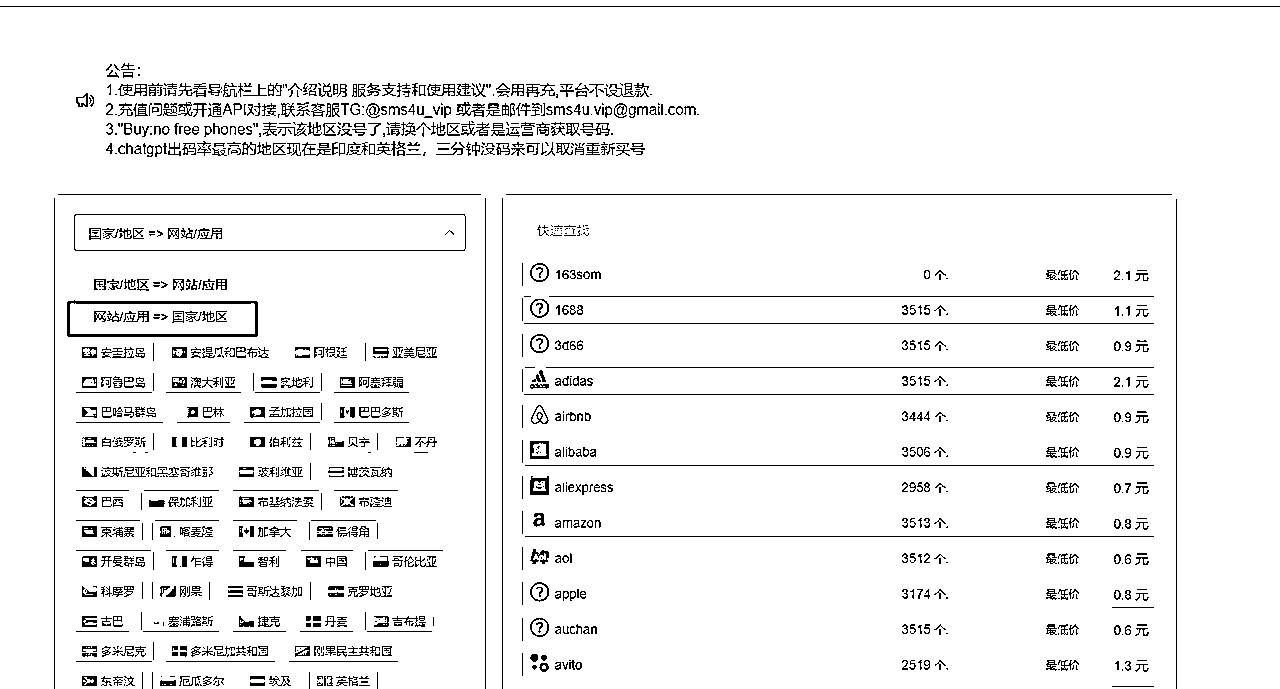 公告:
1.使用前请先看导航栏上的"介绍说明 服务支持和使用建议".会用再充,平台不设退款.
2.充值问题或开通API对接,联系客服TG:@sms4u_vip 或者是邮件到sms4u.vip@gmail.com.
3."Buy:no free phones",表示该地区没号了,请换个地区或者是运营商获取号码.
4.chatgpt出码率最高的地区现在是印度和英格兰，三分钟没码来可以取消重新买号
国家/地区 => 网站/应用
国家/地区 => 网站/应用
网站/应用 => 国家/地区
安圭拉岛 安提瓜和巴布达 阿根廷 亚美尼亚
阿鲁巴岛 澳大利亚 奥地利 阿塞拜疆
巴哈马群岛 巴林 孟加拉国 巴巴多斯
白俄罗斯 比利时 伯利兹 贝宁 不丹
波斯尼亚和黑塞哥维那 玻利维亚 博茨瓦纳
巴西 保加利亚 布基纳法索 布隆迪
柬埔寨 喀麦隆 加拿大 佛得角
开曼群岛 乍得 智利 中国 哥伦比亚
科摩罗 刚果 哥斯达黎加 克罗地亚
古巴 塞浦路斯 捷克 丹麦 吉布提
多米尼克 多米尼加共和国 刚果民主共和国
东帝汶 厄瓜多尔 埃及 英格兰
快速查找
163som 0 个. 最低价 2.1 元
1688 3515 个. 最低价 1.1 元
3d66 3515 个. 最低价 0.9 元
adidas 3515 个. 最低价 2.1 元
airbnb 3444 个. 最低价 0.9 元
alibaba 3506 个. 最低价 0.9 元
aliexpress 2958 个. 最低价 0.7 元
amazon 3513 个. 最低价 0.8 元
aol 3512 个. 最低价 0.6 元
apple 3174 个. 最低价 0.8 元
auchan 3515 个. 最低价 0.6 元
avito 2519 个. 最低价 1.3 元